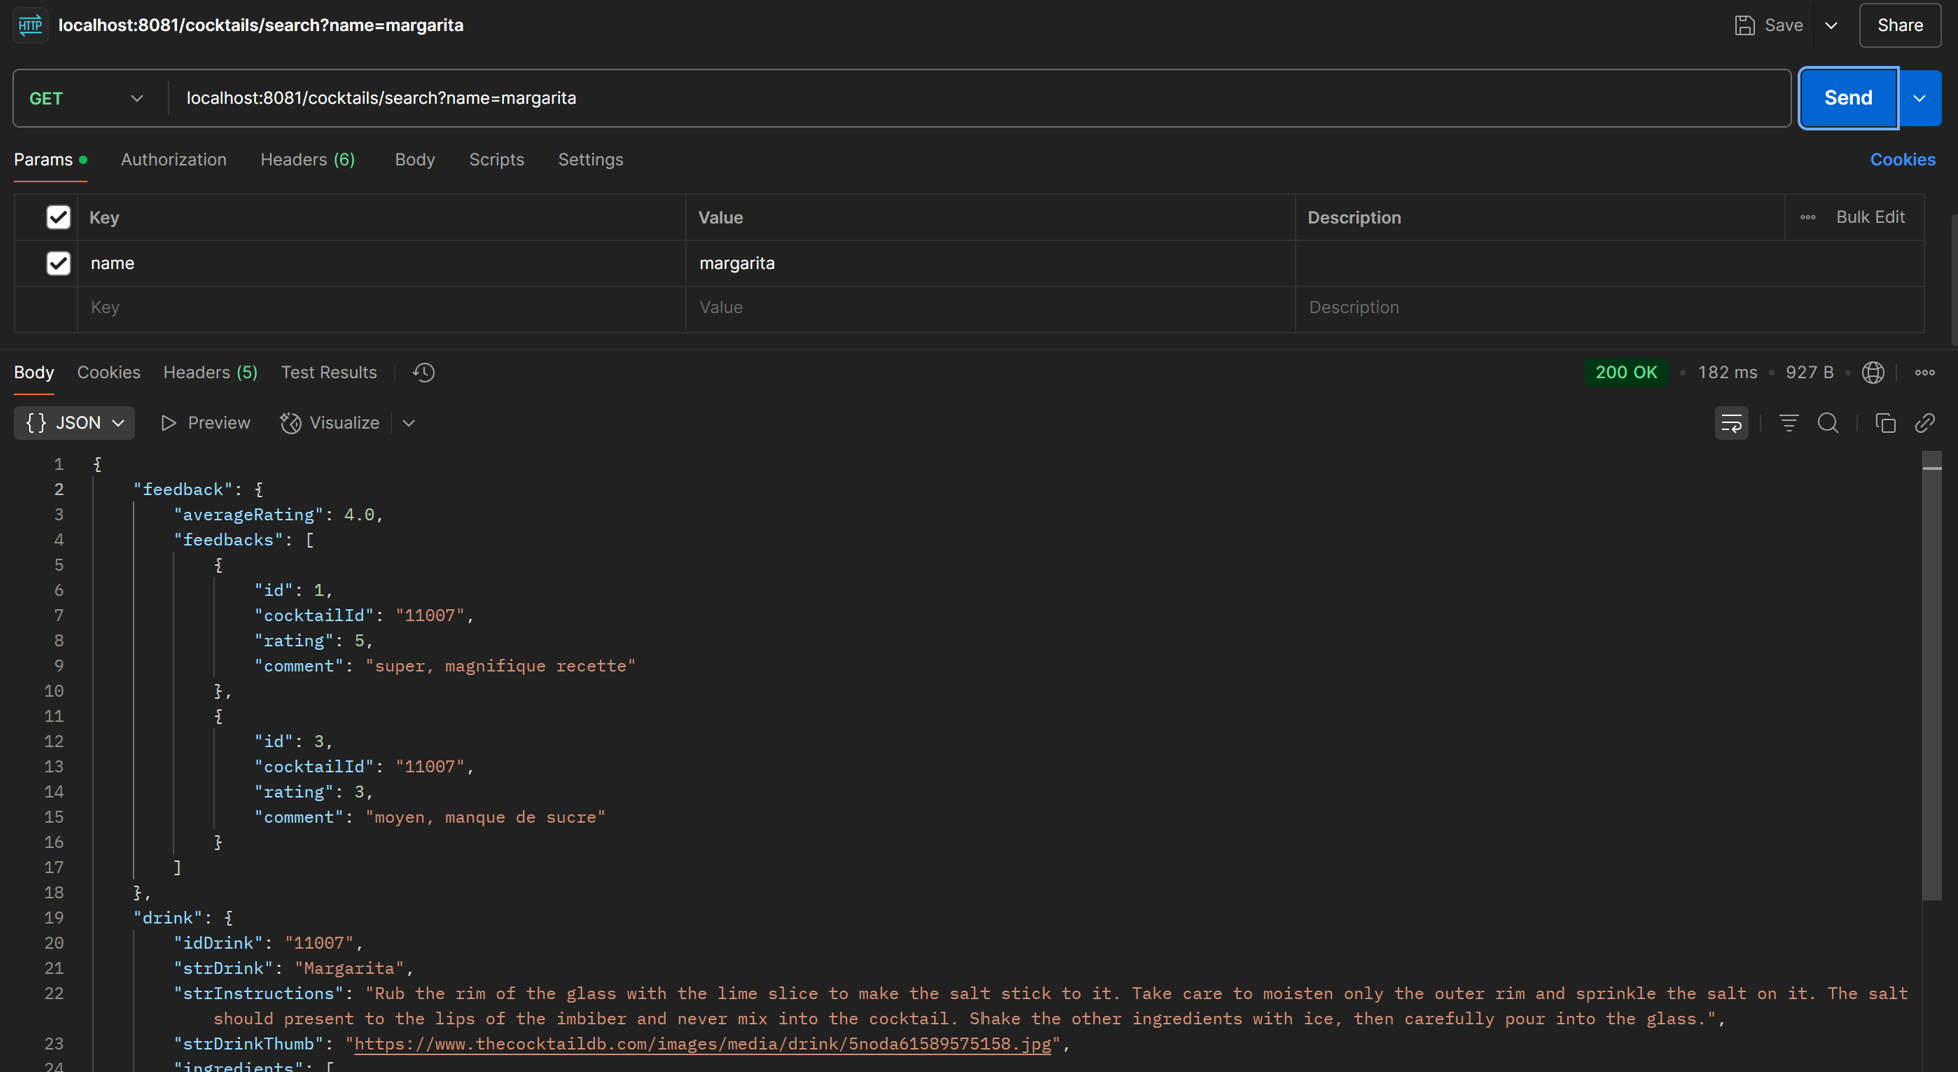 HTTP localhost:8081/cocktails/search?name=margarita Save Share
GET localhost:8081/cocktails/search?name=margarita Send
Params Authorization Headers (6) Body Scripts Settings Cookies
Key Value Description Bulk Edit
name margarita
Key Value Description
Body Cookies Headers (5) Test Results 200 OK 182 ms 927 B
{} JSON Preview Visualize
1 {
2 "feedback": {
3 "averageRating": 4.0,
4 "feedbacks": [
5 {
6 "id": 1,
7 "cocktailId": "11007",
8 "rating": 5,
9 "comment": "super, magnifique recette"
10 },
11 {
12 "id": 3,
13 "cocktailId": "11007",
14 "rating": 3,
15 "comment": "moyen, manque de sucre"
16 }
17 ]
18 },
19 "drink": {
20 "idDrink": "11007",
21 "strDrink": "Margarita",
22 "strInstructions": "Rub the rim of the glass with the lime slice to make the salt stick to it. Take care to moisten only the outer rim and sprinkle the salt on it. The salt
should present to the lips of the imbiber and never mix into the cocktail. Shake the other ingredients with ice, then carefully pour into the glass.",
23 "strDrinkThumb": "https://www.thecocktaildb.com/images/media/drink/5noda61589575158.jpg",
24 "ingredients": [